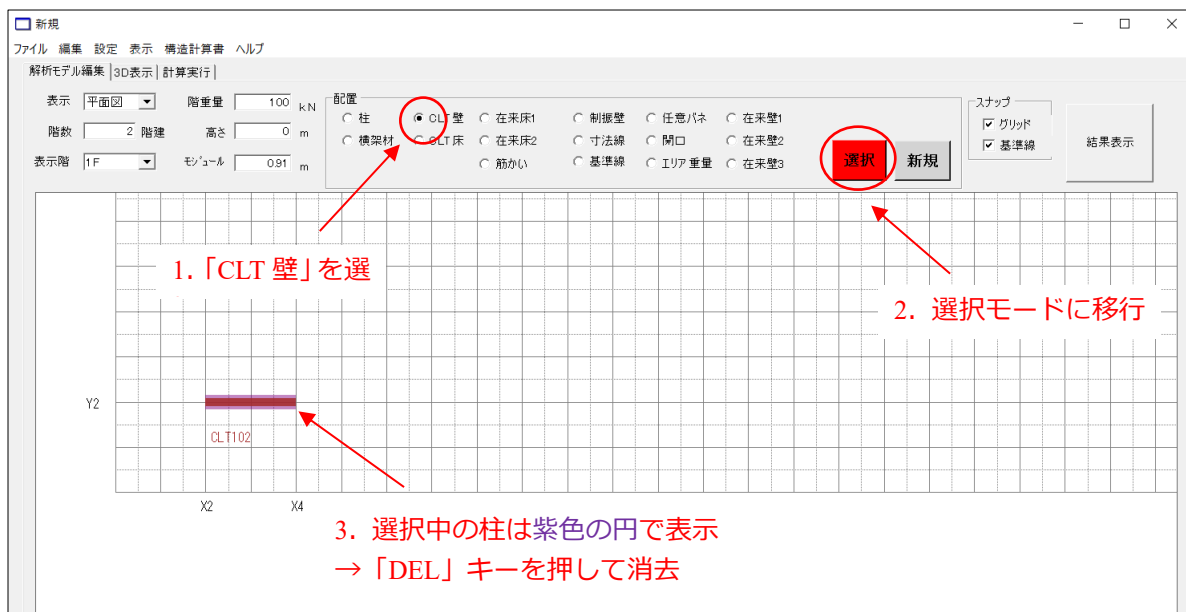 新規
ファイル 編集 設定 表示 構造計算書 ヘルプ
解析モデル編集 3D表示 計算実行
表示 平面図 階重量 100 kN
階数 2 階建 高さ 0 m
表示階 1F モジュール 0.91 m
配置
柱 CLT壁 在来床1 制振壁 任意バネ 在来壁1
横架材 CLT床 在来床2 寸法線 開口 在来壁2
筋かい 基準線 エリア重量 在来壁3
選択 新規
スナップ
グリッド
基準線
結果表示
1.「CLT 壁」を選
2. 選択モードに移行
Y2
CLT102
X2 X4
3. 選択中の柱は紫色の円で表示
→「DEL」キーを押して消去